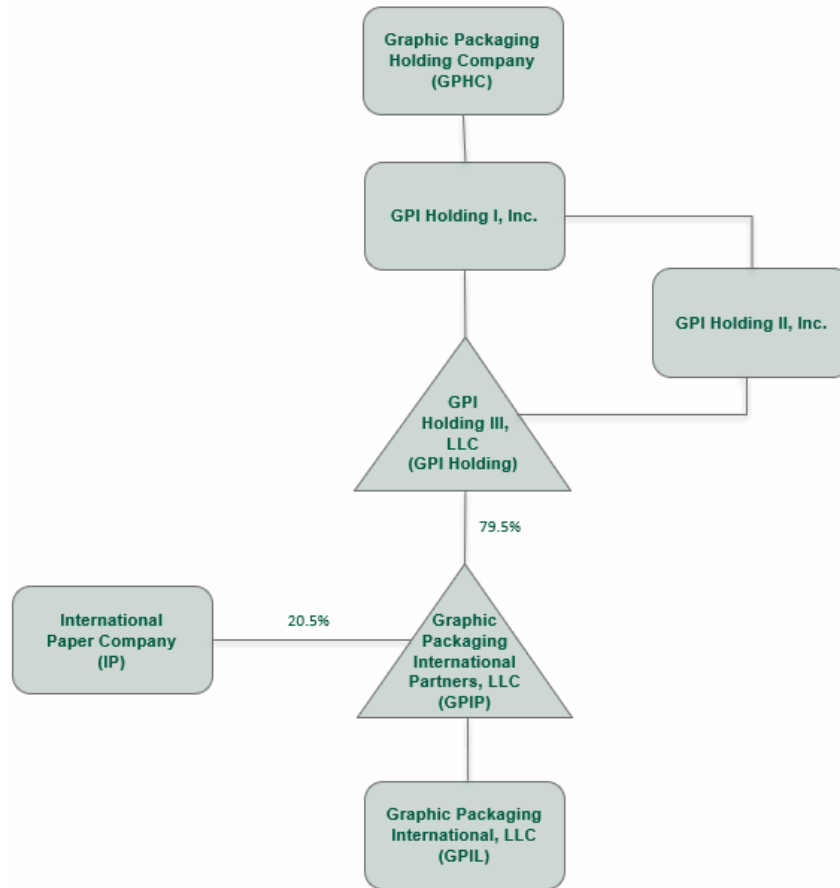 Graphic Packaging
Holding Company
(GPHC)
GPI Holding I, Inc.
GPI Holding II, Inc.
GPI
Holding III,
LLC
(GPI Holding)
79.5%
International
Paper Company
(IP)
20.5%
Graphic
Packaging
International
Partners, LLC
(GPIP)
Graphic Packaging
International, LLC
(GPIL)